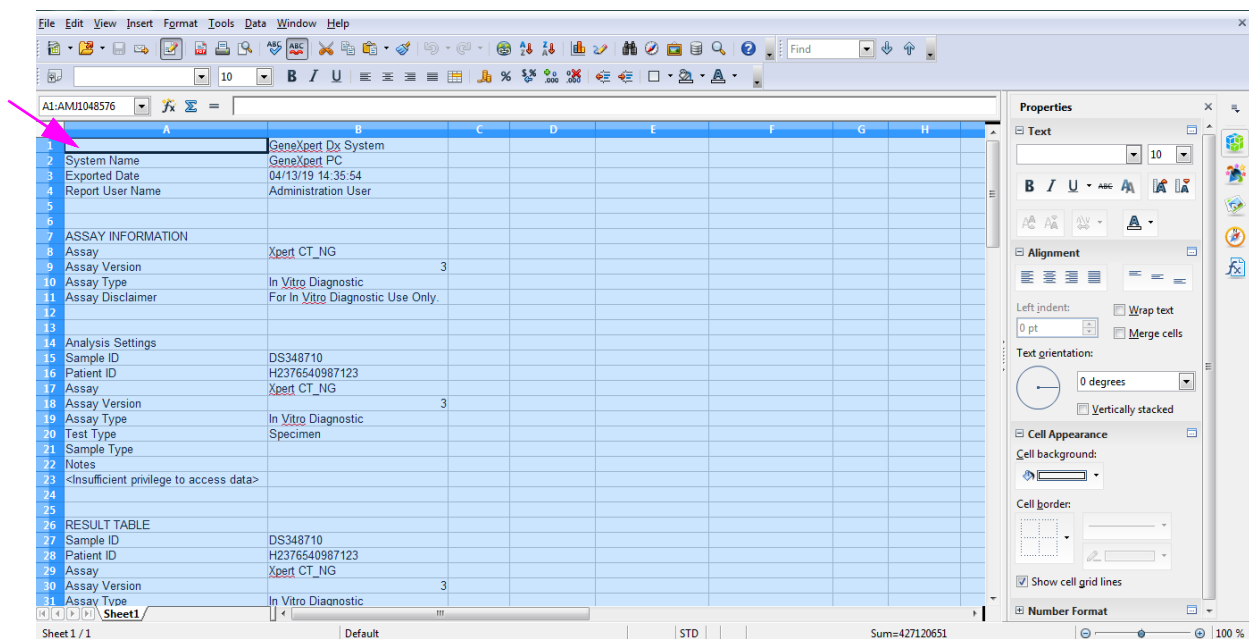 File Edit View Insert Format Tools Data Window Help ×
Find
10 B I U
A1:AMJ1048576 =
A B C D E F G H
1 GeneXpert Dx System
2 System Name GeneXpert PC
3 Exported Date 04/13/19 14:35:54
4 Report User Name Administration User
5
6
7 ASSAY INFORMATION
8 Assay Xpert CT_NG
9 Assay Version 3
10 Assay Type In Vitro Diagnostic
11 Assay Disclaimer For In Vitro Diagnostic Use Only.
12
13
14 Analysis Settings
15 Sample ID DS348710
16 Patient ID H2376540987123
17 Assay Xpert CT_NG
18 Assay Version 3
19 Assay Type In Vitro Diagnostic
20 Test Type Specimen
21 Sample Type
22 Notes
23 <Insufficient privilege to access data>
24
25
26 RESULT TABLE
27 Sample ID DS348710
28 Patient ID H2376540987123
29 Assay Xpert CT_NG
30 Assay Version 3
31 Assay Type In Vitro Diagnostic
Sheet1
Sheet 1 / 1 Default STD Sum=427120651 100 %
Properties
Text
10
B I U ABC
Alignment
Left indent:
Wrap text
0 pt
Merge cells
Text orientation:
0 degrees
Vertically stacked
Cell Appearance
Cell background:
Cell border:
Show cell grid lines
Number Format